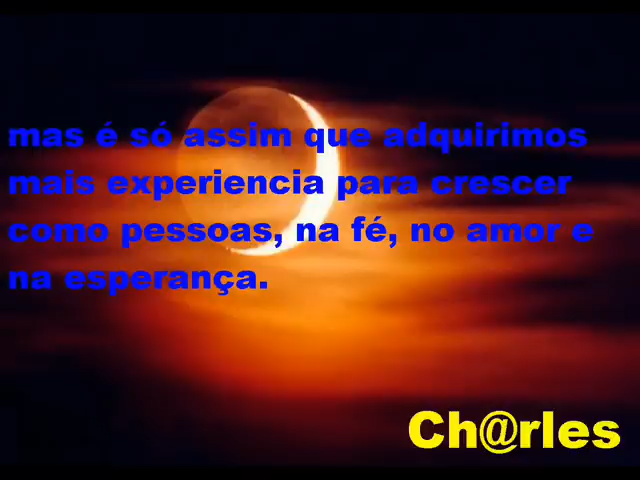 mas é só assim que adquirimos
mais experiencia para crescer
como pessoas, na fé, no amor e
na esperança.
Ch@rles